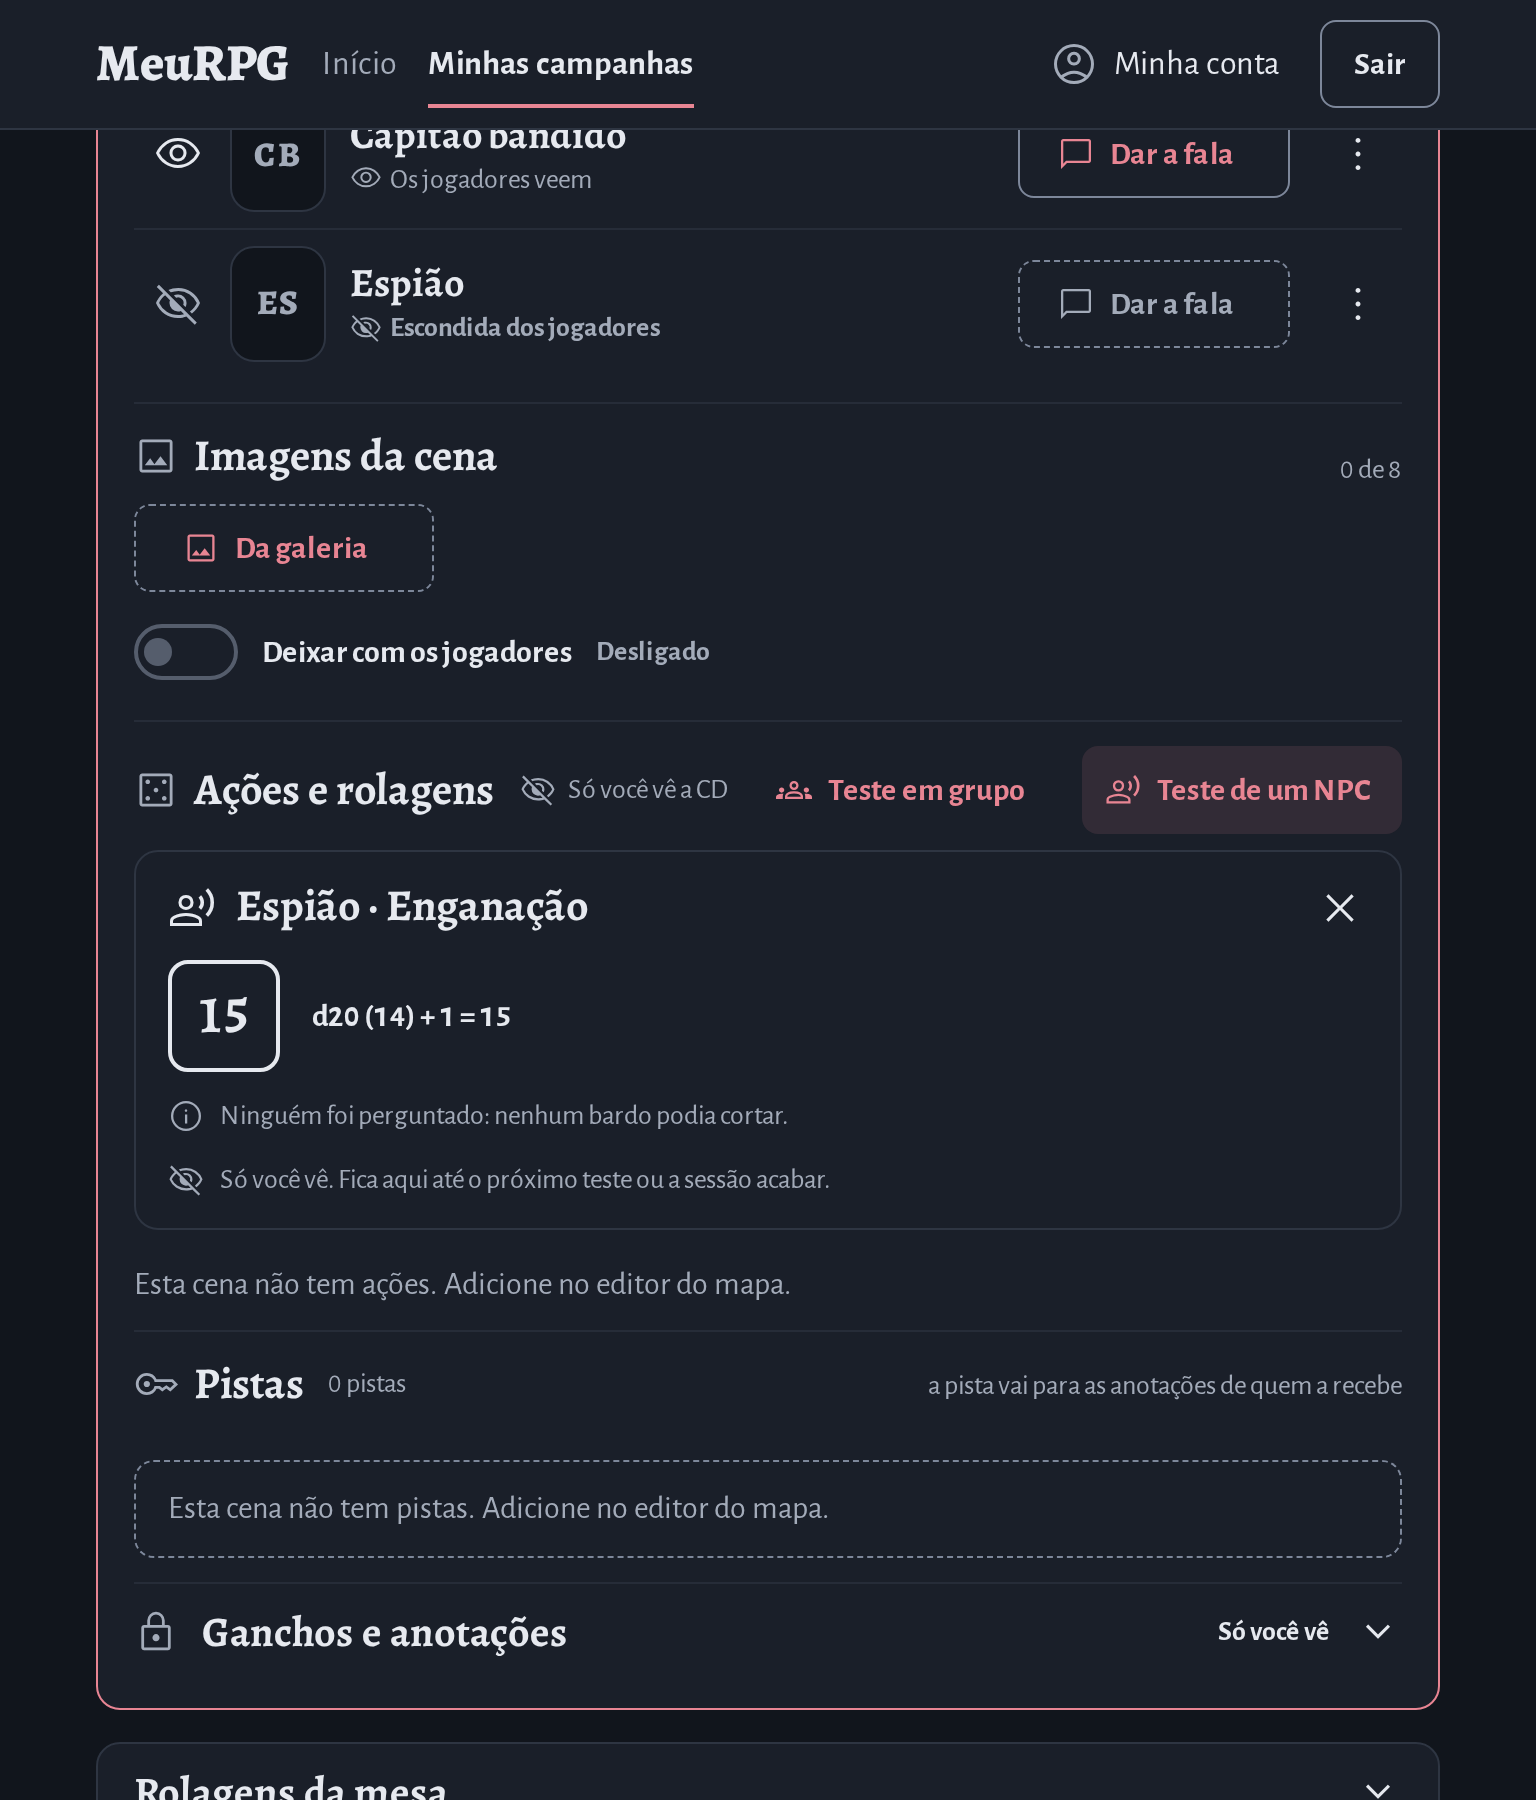 MeuRPG Início Minhas campanhas Minha conta Sair
CB Capitão bandido Dar a fala
Os jogadores veem
ES Espião Dar a fala
Escondida dos jogadores
Imagens da cena 0 de 8
Da galeria
Deixar com os jogadores Desligado
Ações e rolagens Só você vê a CD Teste em grupo Teste de um NPC
Espião · Enganação
15 d20 (14) + 1 = 15
Ninguém foi perguntado: nenhum bardo podia cortar.
Só você vê. Fica aqui até o próximo teste ou a sessão acabar.
Esta cena não tem ações. Adicione no editor do mapa.
Pistas 0 pistas a pista vai para as anotações de quem a recebe
Esta cena não tem pistas. Adicione no editor do mapa.
Ganchos e anotações Só você vê
Rolagens da mesa